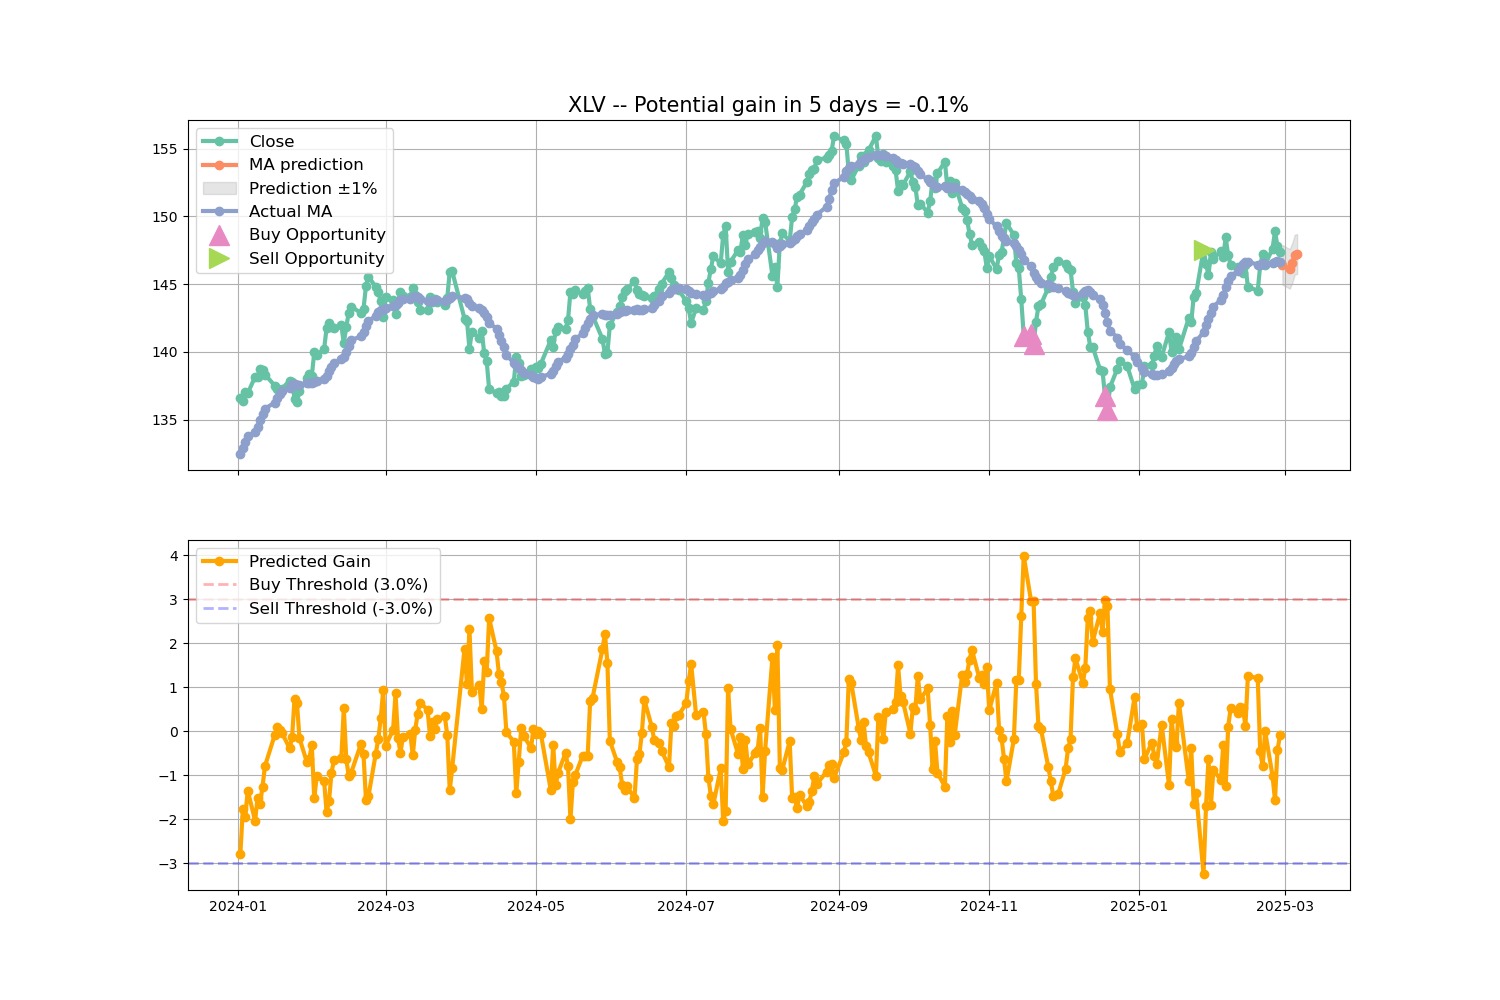 XLV -- Potential gain in 5 days = -0.1%
Close
MA prediction
Prediction ±1%
Actual MA
Buy Opportunity
Sell Opportunity
155
150
145
140
135
Predicted Gain
Buy Threshold (3.0%)
Sell Threshold (-3.0%)
4
3
2
1
0
−1
−2
−3
2024-01 2024-03 2024-05 2024-07 2024-09 2024-11 2025-01 2025-03